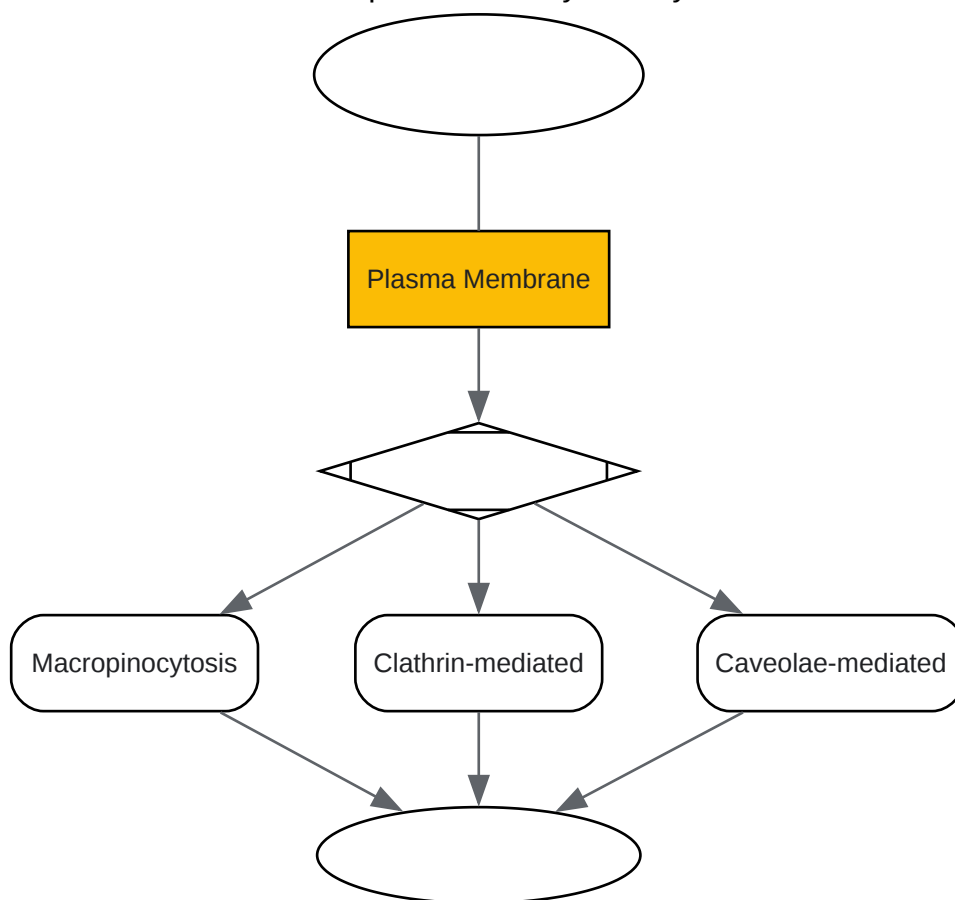 Plasma Membrane
Macropinocytosis
Clathrin-mediated
Caveolae-mediated